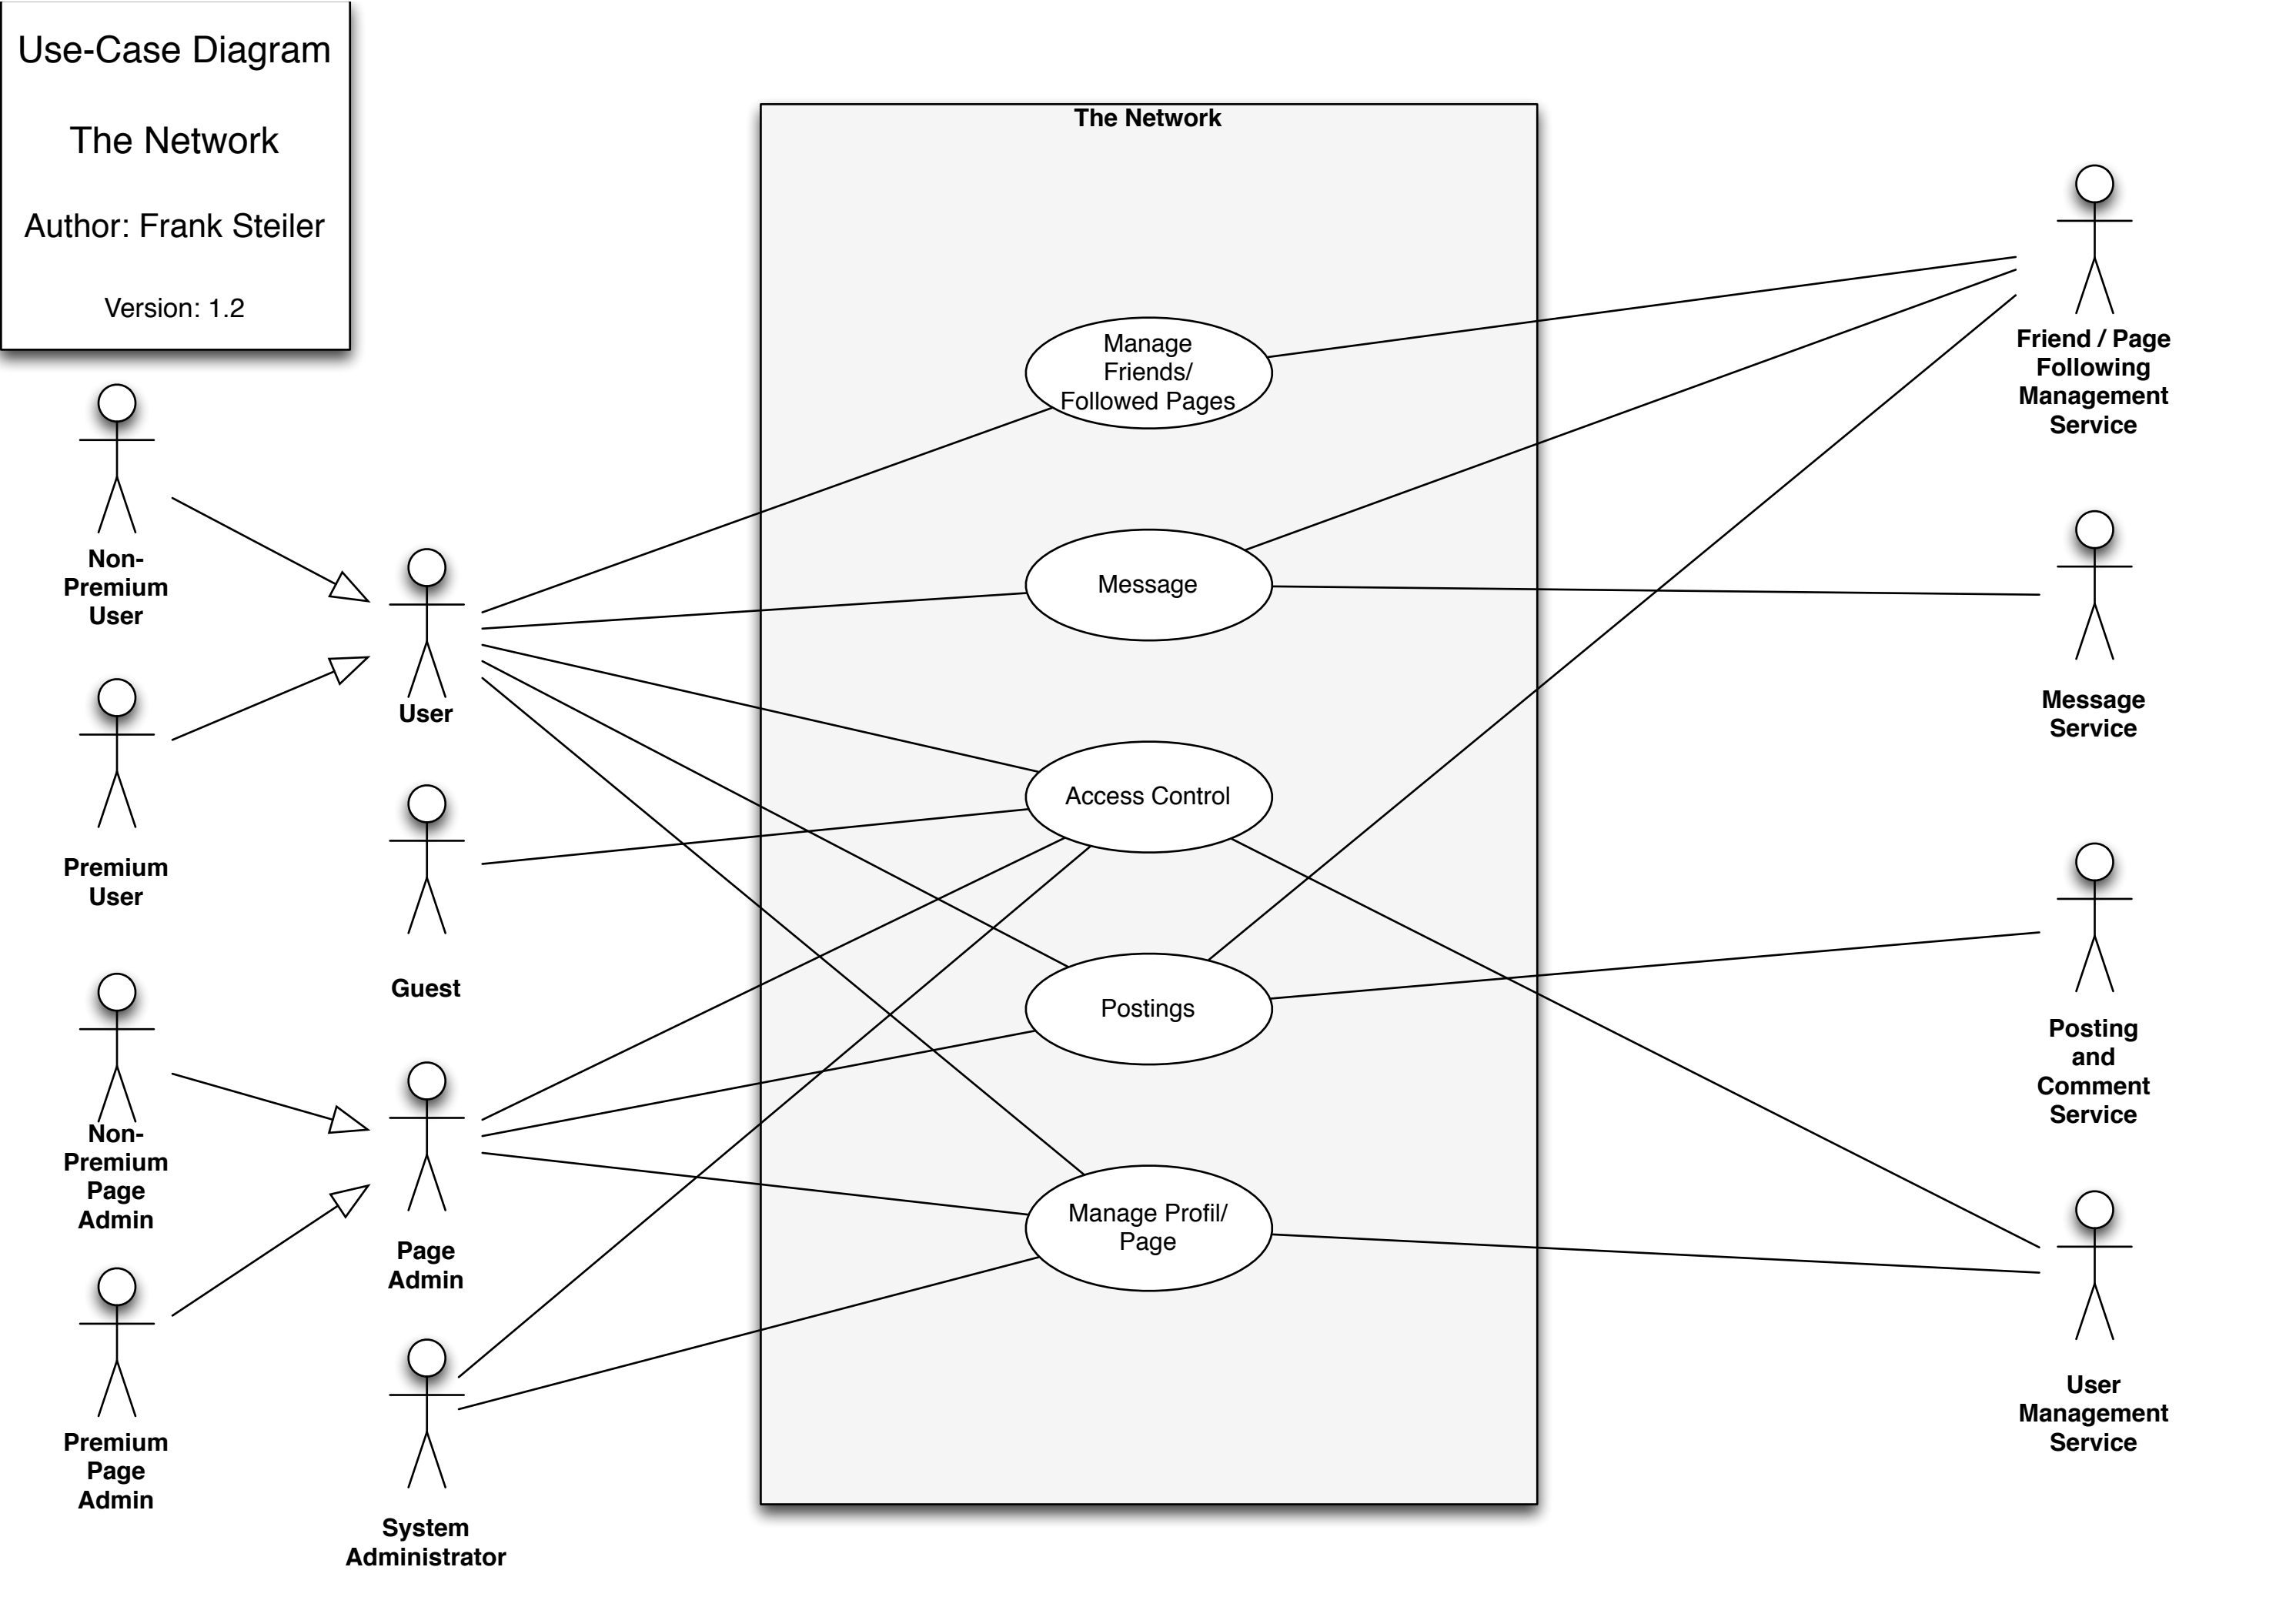 Use-Case Diagram
The Network
Author: Frank Steiler
Version: 1.2
Non-
Premium
User
Premium
User
Non-
Premium
Page
Admin
Premium
Page
Admin
User
Guest
Page
Admin
System
Administrator
The Network
Manage
Friends/
Followed Pages
Message
Access Control
Postings
Manage Profil/
Page
Friend / Page
Following
Management
Service
Message
Service
Posting
and
Comment
Service
User
Management
Service